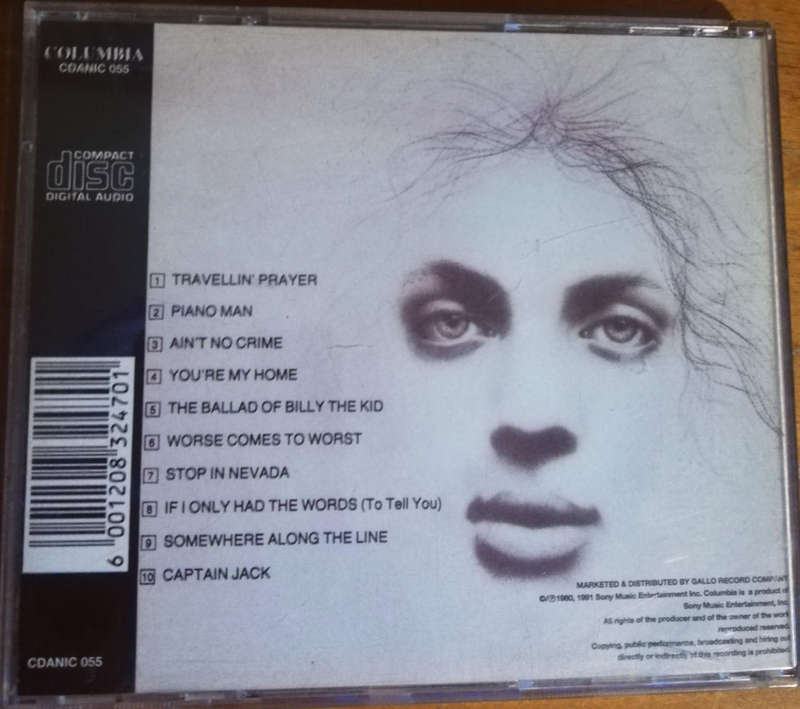 COLUMBIA
CDANIC 055
COMPACT
disc
DIGITAL AUDIO
1 TRAVELLIN' PRAYER
2 PIANO MAN
3 AIN'T NO CRIME
4 YOU'RE MY HOME
5 THE BALLAD OF BILLY THE KID
6 WORSE COMES TO WORST
7 STOP IN NEVADA
8 IF I ONLY HAD THE WORDS (To Tell You)
9 SOMEWHERE ALONG THE LINE
10 CAPTAIN JACK
6 001208 324701
MARKETED & DISTRIBUTED BY GALLO RECORD COMPANY
©/Ⓟ1980, 1991 Sony Music Entertainment Inc. Columbia is a product of
Sony Music Entertainment, Inc.
All rights of the producer and of the owner of the work
reproduced reserved.
Copying, public performance, broadcasting and hiring out
directly or indirectly of this recording is prohibited.
CDANIC 055